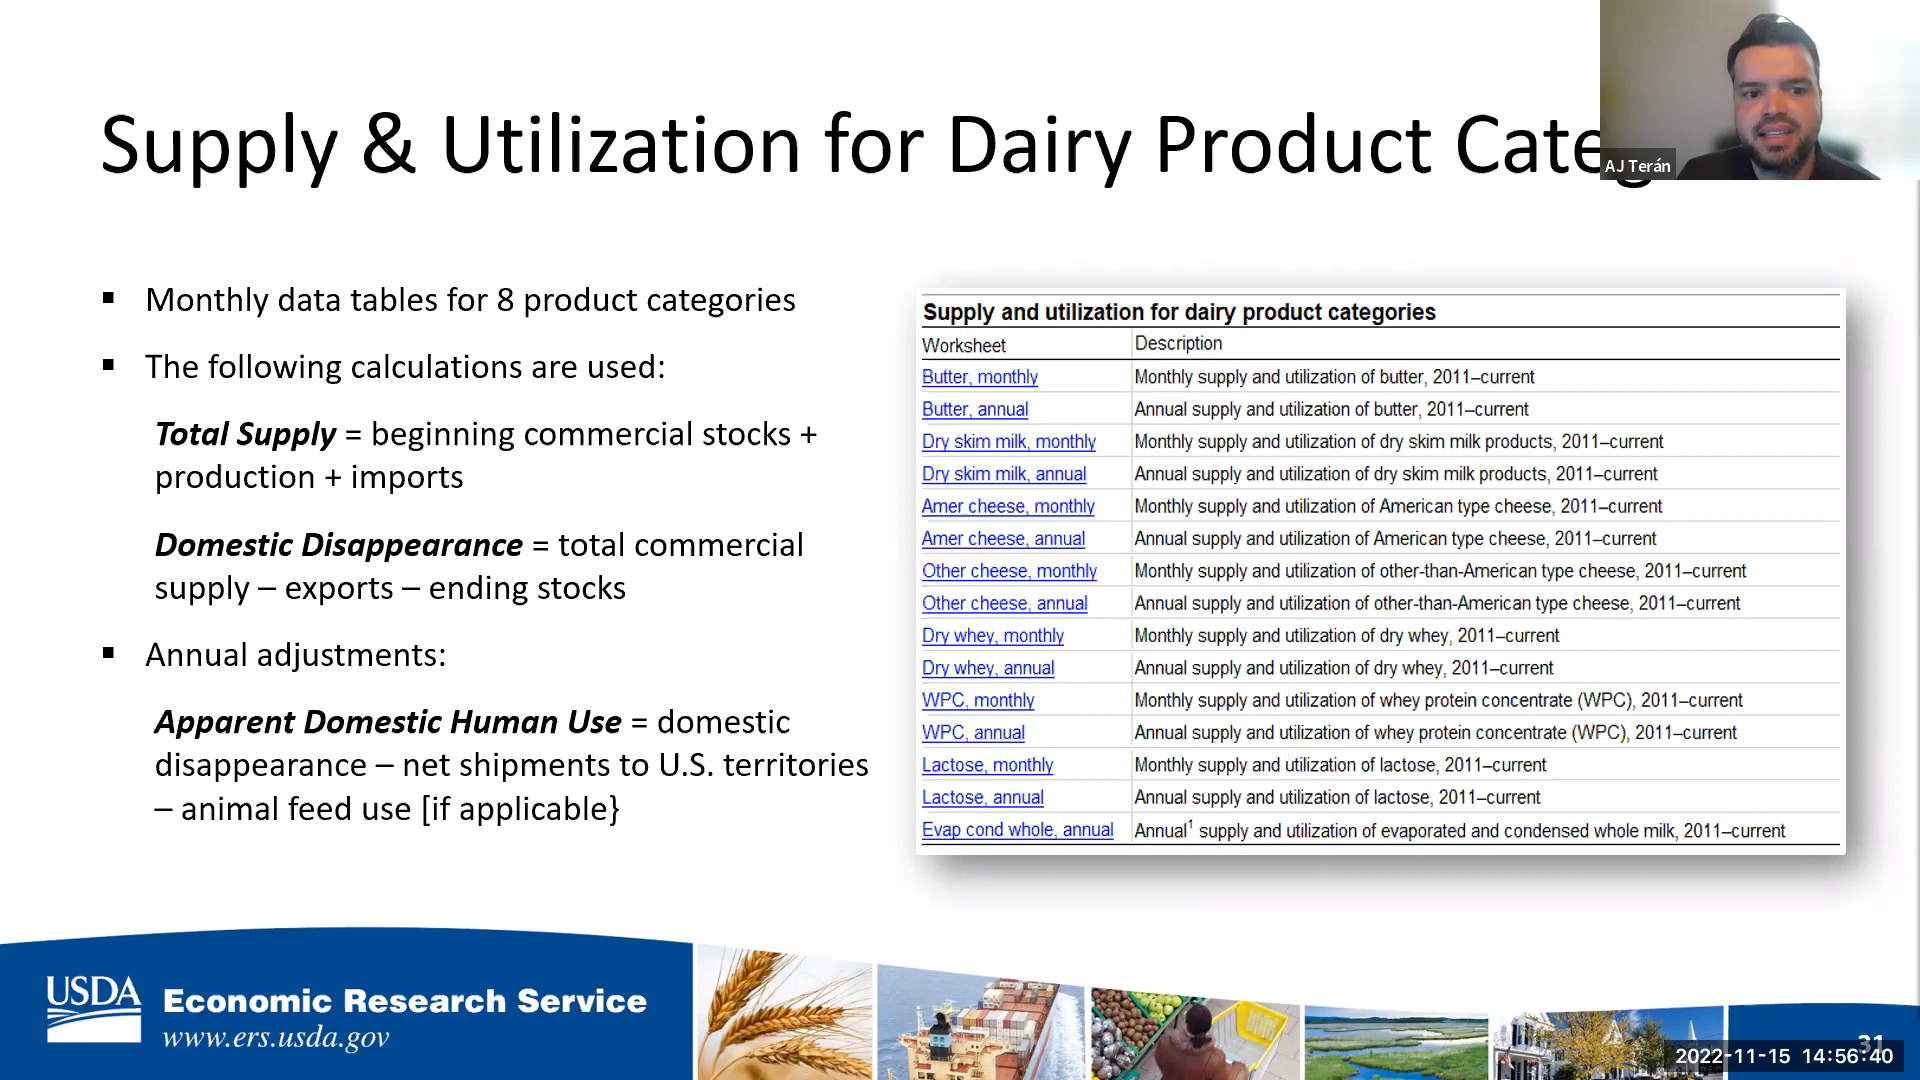 Supply & Utilization for Dairy Product Categ
AJ Terán
▪ Monthly data tables for 8 product categories
▪ The following calculations are used:
Total Supply = beginning commercial stocks +
production + imports
Domestic Disappearance = total commercial
supply – exports – ending stocks
▪ Annual adjustments:
Apparent Domestic Human Use = domestic
disappearance – net shipments to U.S. territories
– animal feed use [if applicable}
Supply and utilization for dairy product categories
Worksheet Description
Butter, monthly Monthly supply and utilization of butter, 2011–current
Butter, annual Annual supply and utilization of butter, 2011–current
Dry skim milk, monthly Monthly supply and utilization of dry skim milk products, 2011–current
Dry skim milk, annual Annual supply and utilization of dry skim milk products, 2011–current
Amer cheese, monthly Monthly supply and utilization of American type cheese, 2011–current
Amer cheese, annual Annual supply and utilization of American type cheese, 2011–current
Other cheese, monthly Monthly supply and utilization of other-than-American type cheese, 2011–current
Other cheese, annual Annual supply and utilization of other-than-American type cheese, 2011–current
Dry whey, monthly Monthly supply and utilization of dry whey, 2011–current
Dry whey, annual Annual supply and utilization of dry whey, 2011–current
WPC, monthly Monthly supply and utilization of whey protein concentrate (WPC), 2011–current
WPC, annual Annual supply and utilization of whey protein concentrate (WPC), 2011–current
Lactose, monthly Monthly supply and utilization of lactose, 2011–current
Lactose, annual Annual supply and utilization of lactose, 2011–current
Evap cond whole, annual Annual¹ supply and utilization of evaporated and condensed whole milk, 2011–current
USDA Economic Research Service
www.ers.usda.gov
31
2022-11-15 14:56:40